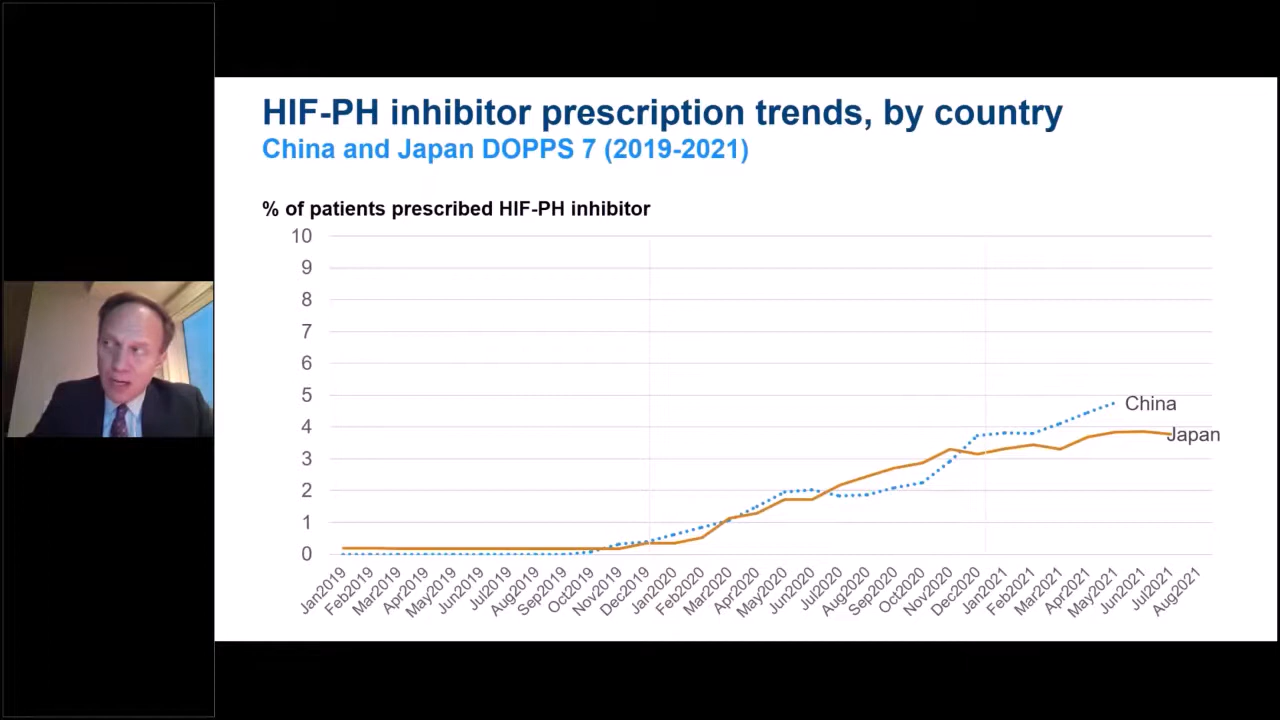 HIF-PH inhibitor prescription trends, by country
China and Japan DOPPS 7 (2019-2021)
% of patients prescribed HIF-PH inhibitor
10
9
8
7
6
5
4
3
2
1
0
China
Japan
Jan2019
Feb2019
Mar2019
Apr2019
May2019
Jun2019
Jul2019
Aug2019
Sep2019
Oct2019
Nov2019
Dec2019
Jan2020
Feb2020
Mar2020
Apr2020
May2020
Jun2020
Jul2020
Aug2020
Sep2020
Oct2020
Nov2020
Dec2020
Jan2021
Feb2021
Mar2021
Apr2021
May2021
Jun2021
Jul2021
Aug2021